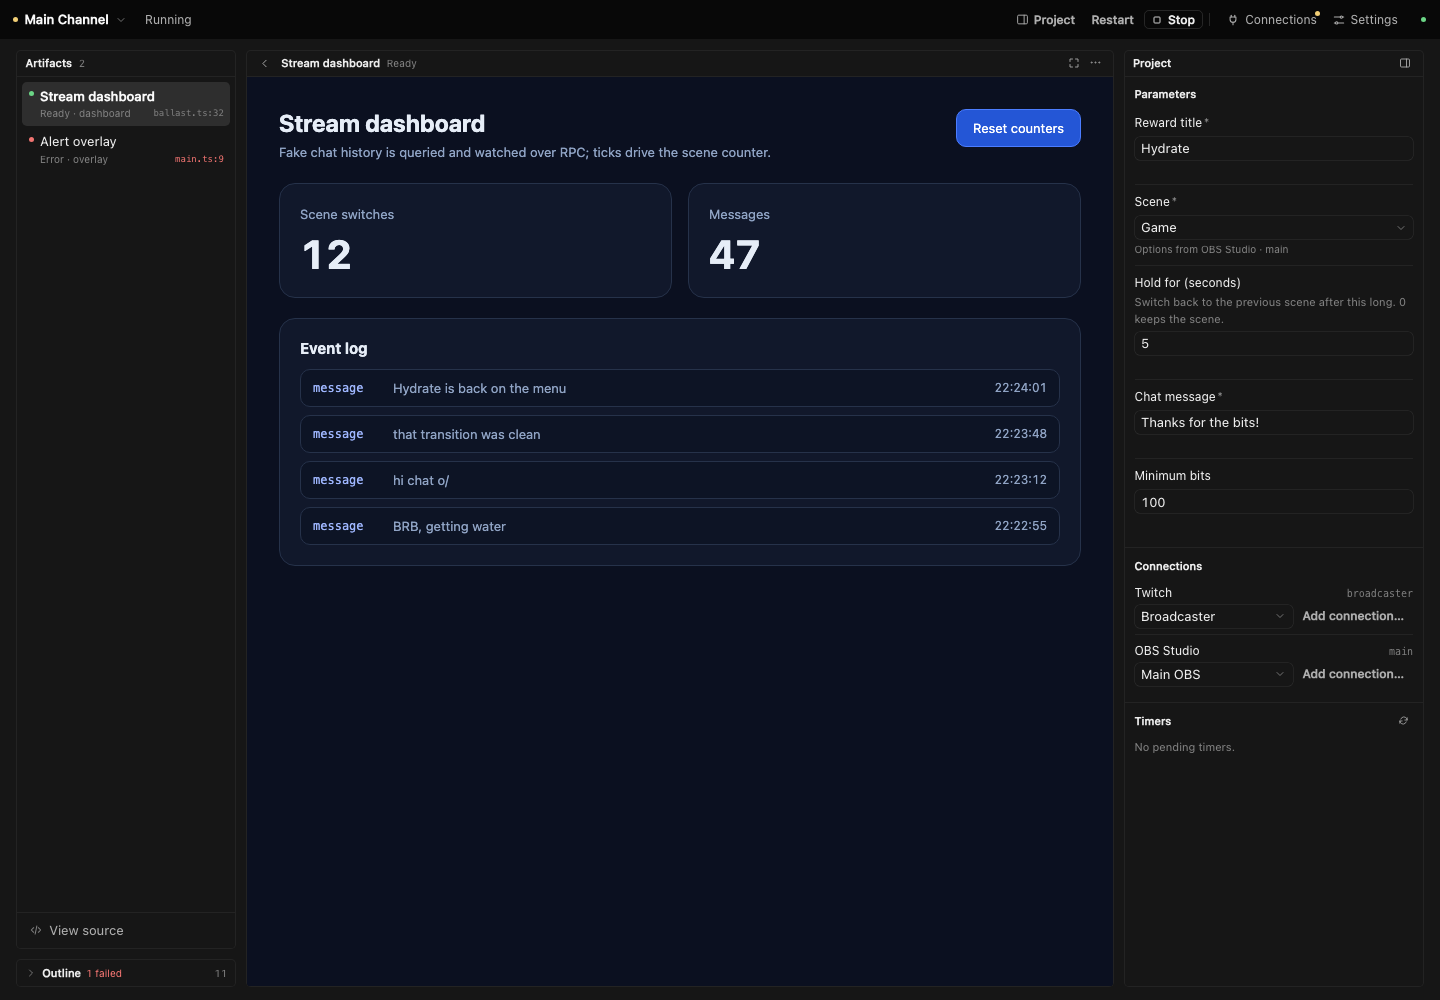 Main Channel
Running
Project
Restart
Stop
Connections
Settings
Artifacts 2
Stream dashboard
Ready · dashboard ballast.ts:32
Alert overlay
Error · overlay main.ts:9
View source
Outline 1 failed 11
Stream dashboard Ready
Stream dashboard
Fake chat history is queried and watched over RPC; ticks drive the scene counter.
Reset counters
Scene switches
12
Messages
47
Event log
message Hydrate is back on the menu 22:24:01
message that transition was clean 22:23:48
message hi chat o/ 22:23:12
message BRB, getting water 22:22:55
Project
Parameters
Reward title *
Hydrate
Scene *
Game
Options from OBS Studio · main
Hold for (seconds)
Switch back to the previous scene after this long. 0
keeps the scene.
5
Chat message *
Thanks for the bits!
Minimum bits
100
Connections
Twitch broadcaster
Broadcaster Add connection...
OBS Studio main
Main OBS Add connection...
Timers
No pending timers.